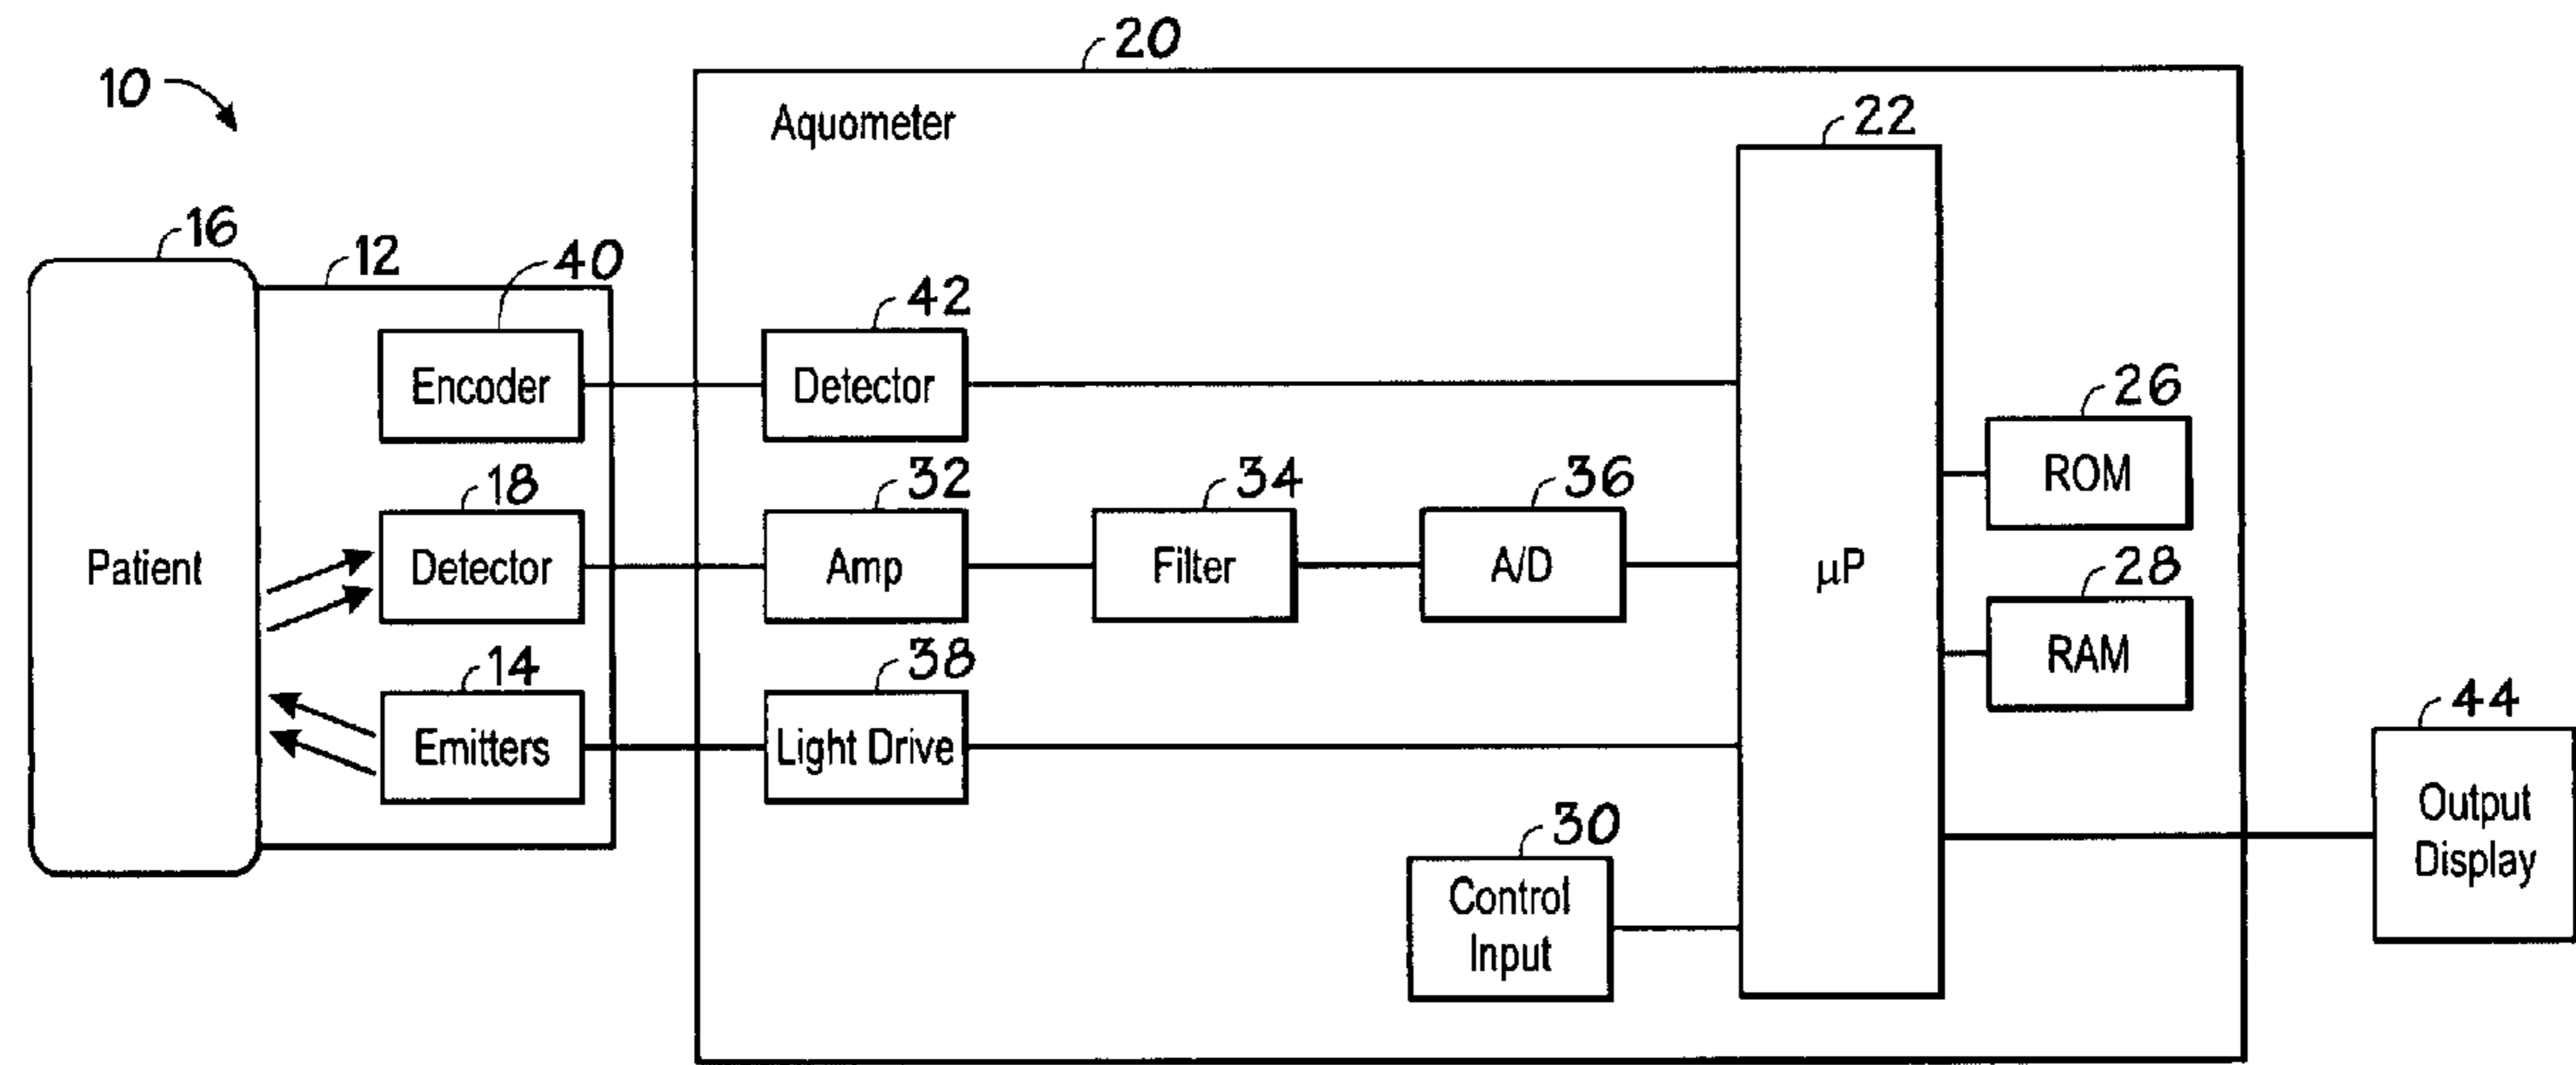 20
10
Aquometer
22
16
12
40
42
Encoder
Detector
26
ROM
18
32
34
36
Patient
Detector
Amp
Filter
A/D
μP
28
RAM
14
38
Emitters
Light Drive
44
Output
Display
30
Control
Input